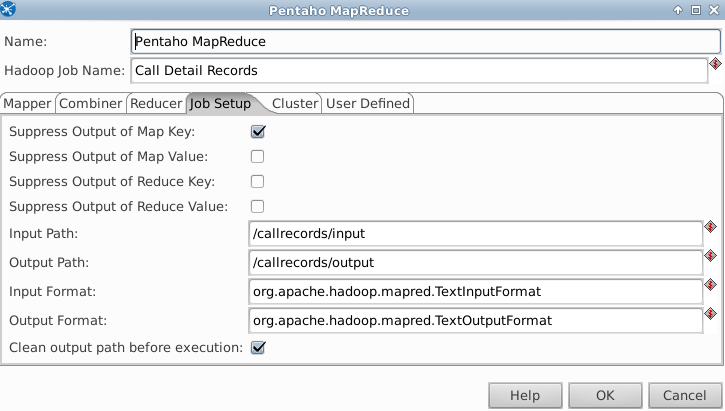 Pentaho MapReduce
Name: Pentaho MapReduce
Hadoop Job Name: Call Detail Records
Mapper Combiner Reducer Job Setup Cluster User Defined
Suppress Output of Map Key:
Suppress Output of Map Value:
Suppress Output of Reduce Key:
Suppress Output of Reduce Value:
Input Path: /callrecords/input
Output Path: /callrecords/output
Input Format: org.apache.hadoop.mapred.TextInputFormat
Output Format: org.apache.hadoop.mapred.TextOutputFormat
Clean output path before execution:
Help OK Cancel